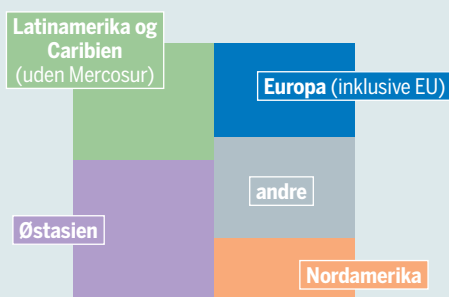 Latinamerika og
Caribien
(uden Mercosur)
Europa (inklusive EU)
andre
Østasien
Nordamerika